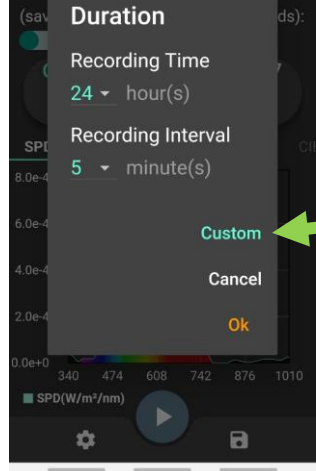 (sav
Duration
ds):
Recording Time
24 hour(s)
Recording Interval
5 minute(s)
SPD
CIE
8.0e-4
6.0e-4
4.0e-4
2.0e-4
0.0e+0
Custom
Cancel
Ok
340 474 608 742 876 1010
SPD(W/m²/nm)